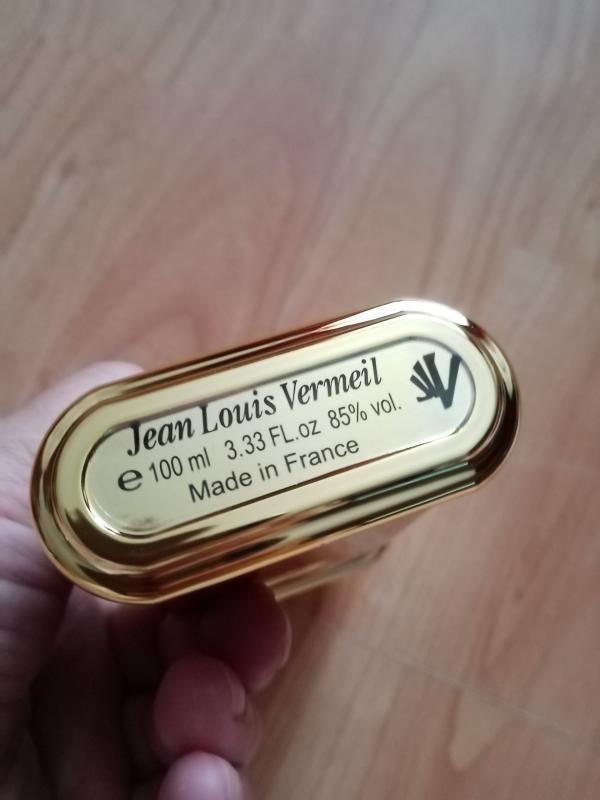 Jean Louis Vermeil
℮ 100 ml 3.33 FL.oz 85% vol.
Made in France
V